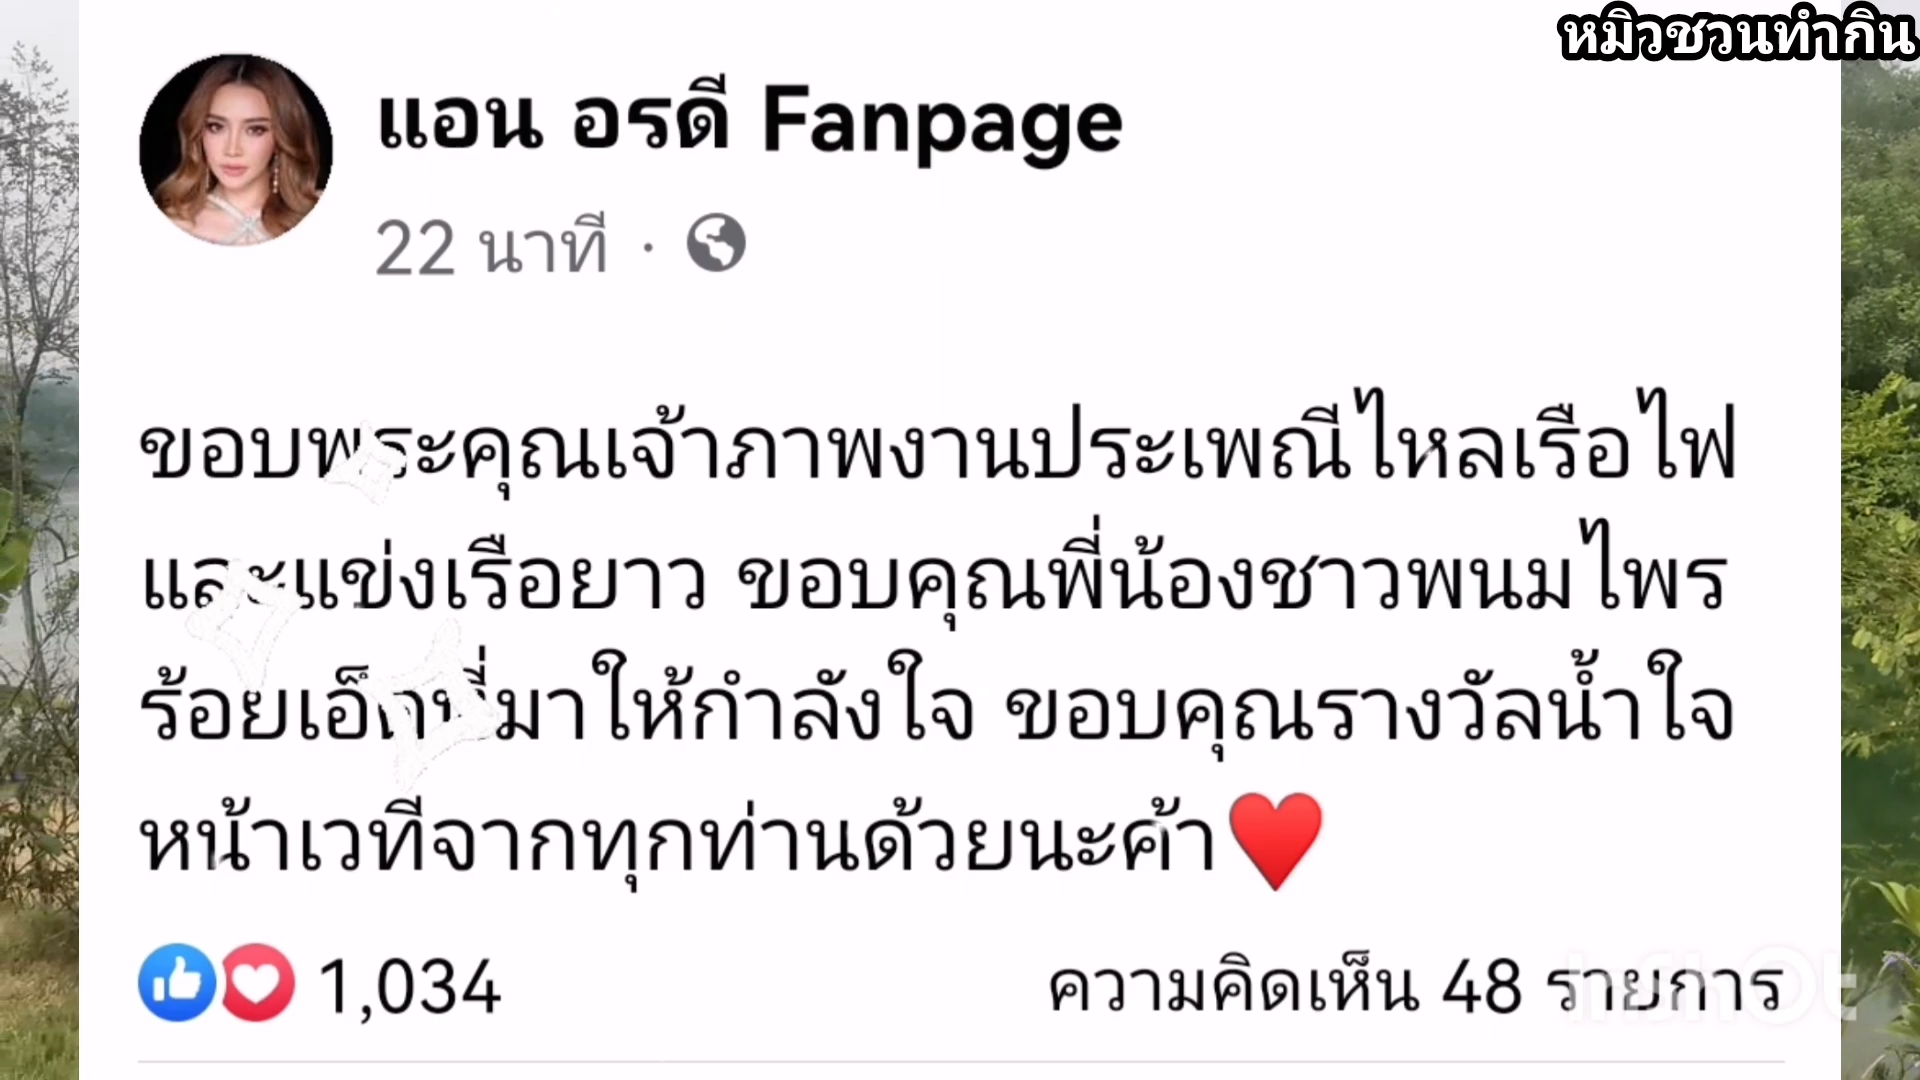 หมิวชวนทำกิน
แอน อรดี Fanpage
22 นาที ·
ขอบพระคุณเจ้าภาพงานประเพณีไหลเรือไฟ
และแข่งเรือยาว ขอบคุณพี่น้องชาวพนมไพร
ร้อยเอ็ดที่มาให้กำลังใจ ขอบคุณรางวัลน้ำใจ
หน้าเวทีจากทุกท่านด้วยนะค้า❤️
1,034 ความคิดเห็น 48 รายการ
InShOt